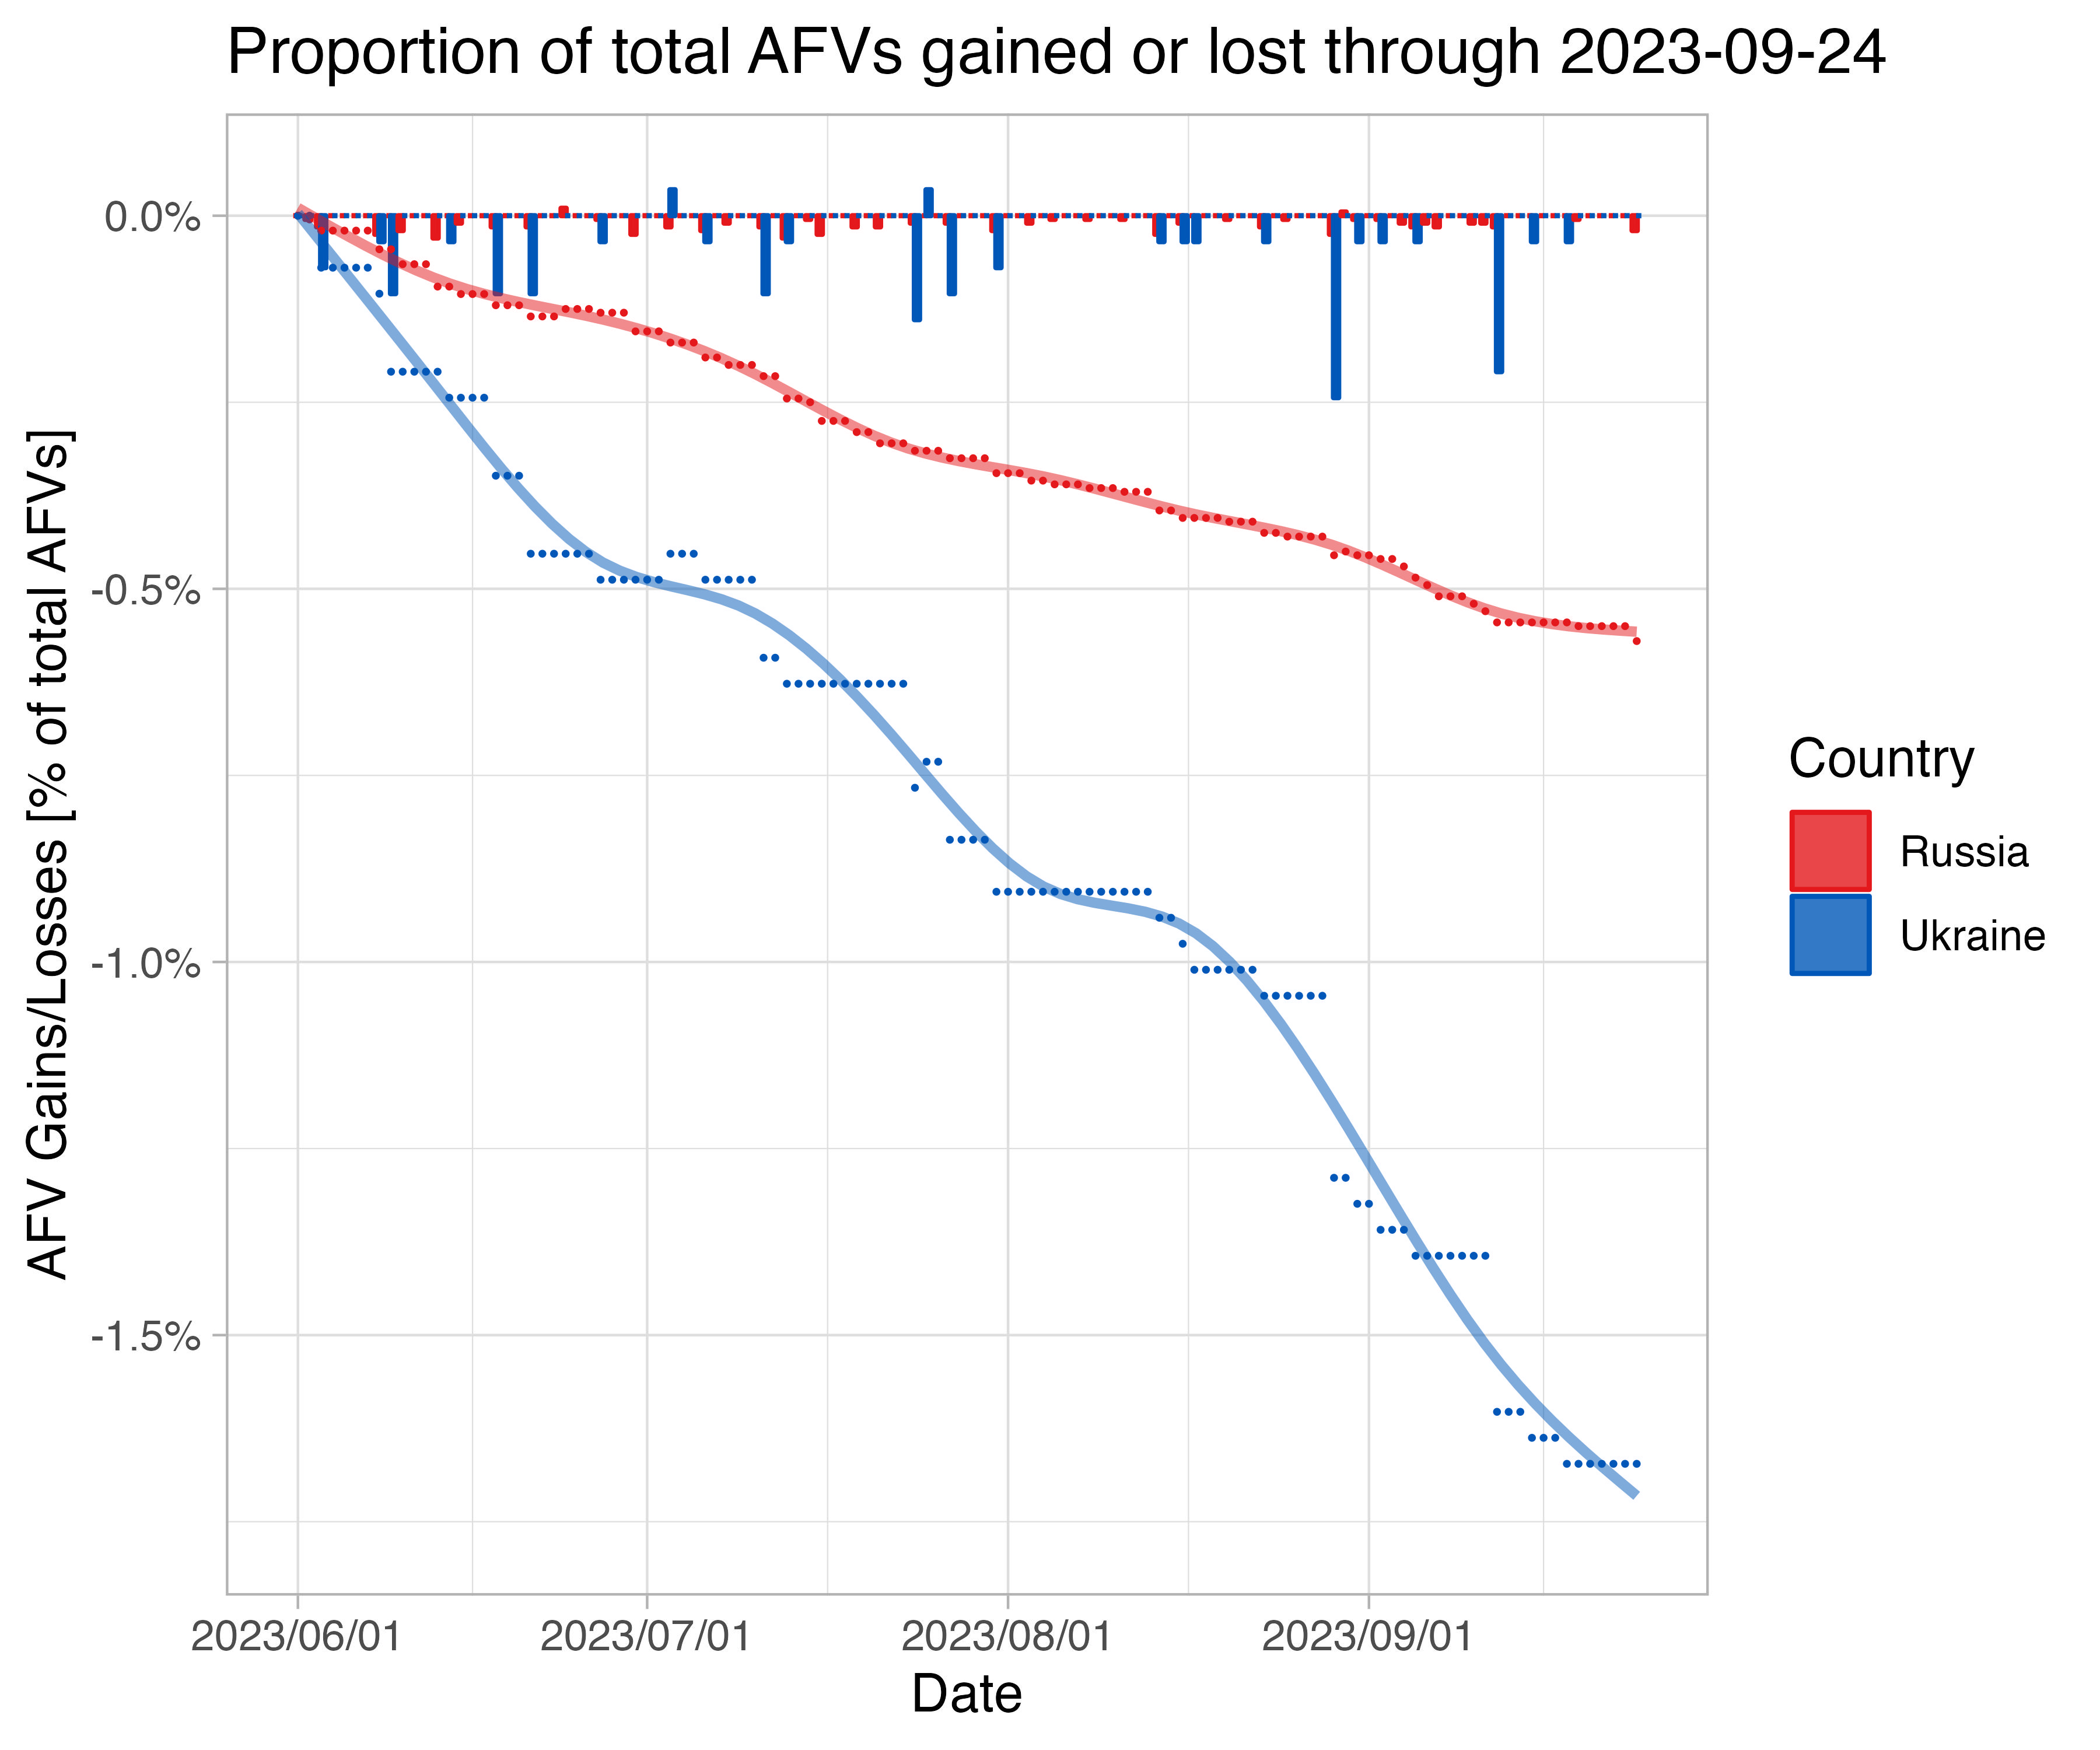 Proportion of total AFVs gained or lost through 2023-09-24
AFV Gains/Losses [% of total AFVs]
0.0%
-0.5%
-1.0%
-1.5%
2023/06/01
2023/07/01
2023/08/01
2023/09/01
Date
Country
Russia
Ukraine